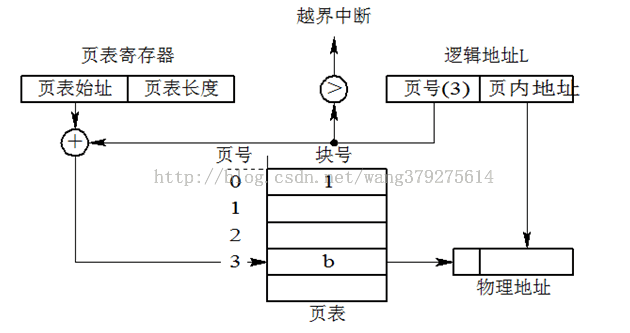 越界中断
页表寄存器
逻辑地址L
页表始址 页表长度
>
页号(3) 页内地址
+
页号 块号
http://blog.csdn.net/wang379275614
0 1
1
2
3 b
页表
物理地址